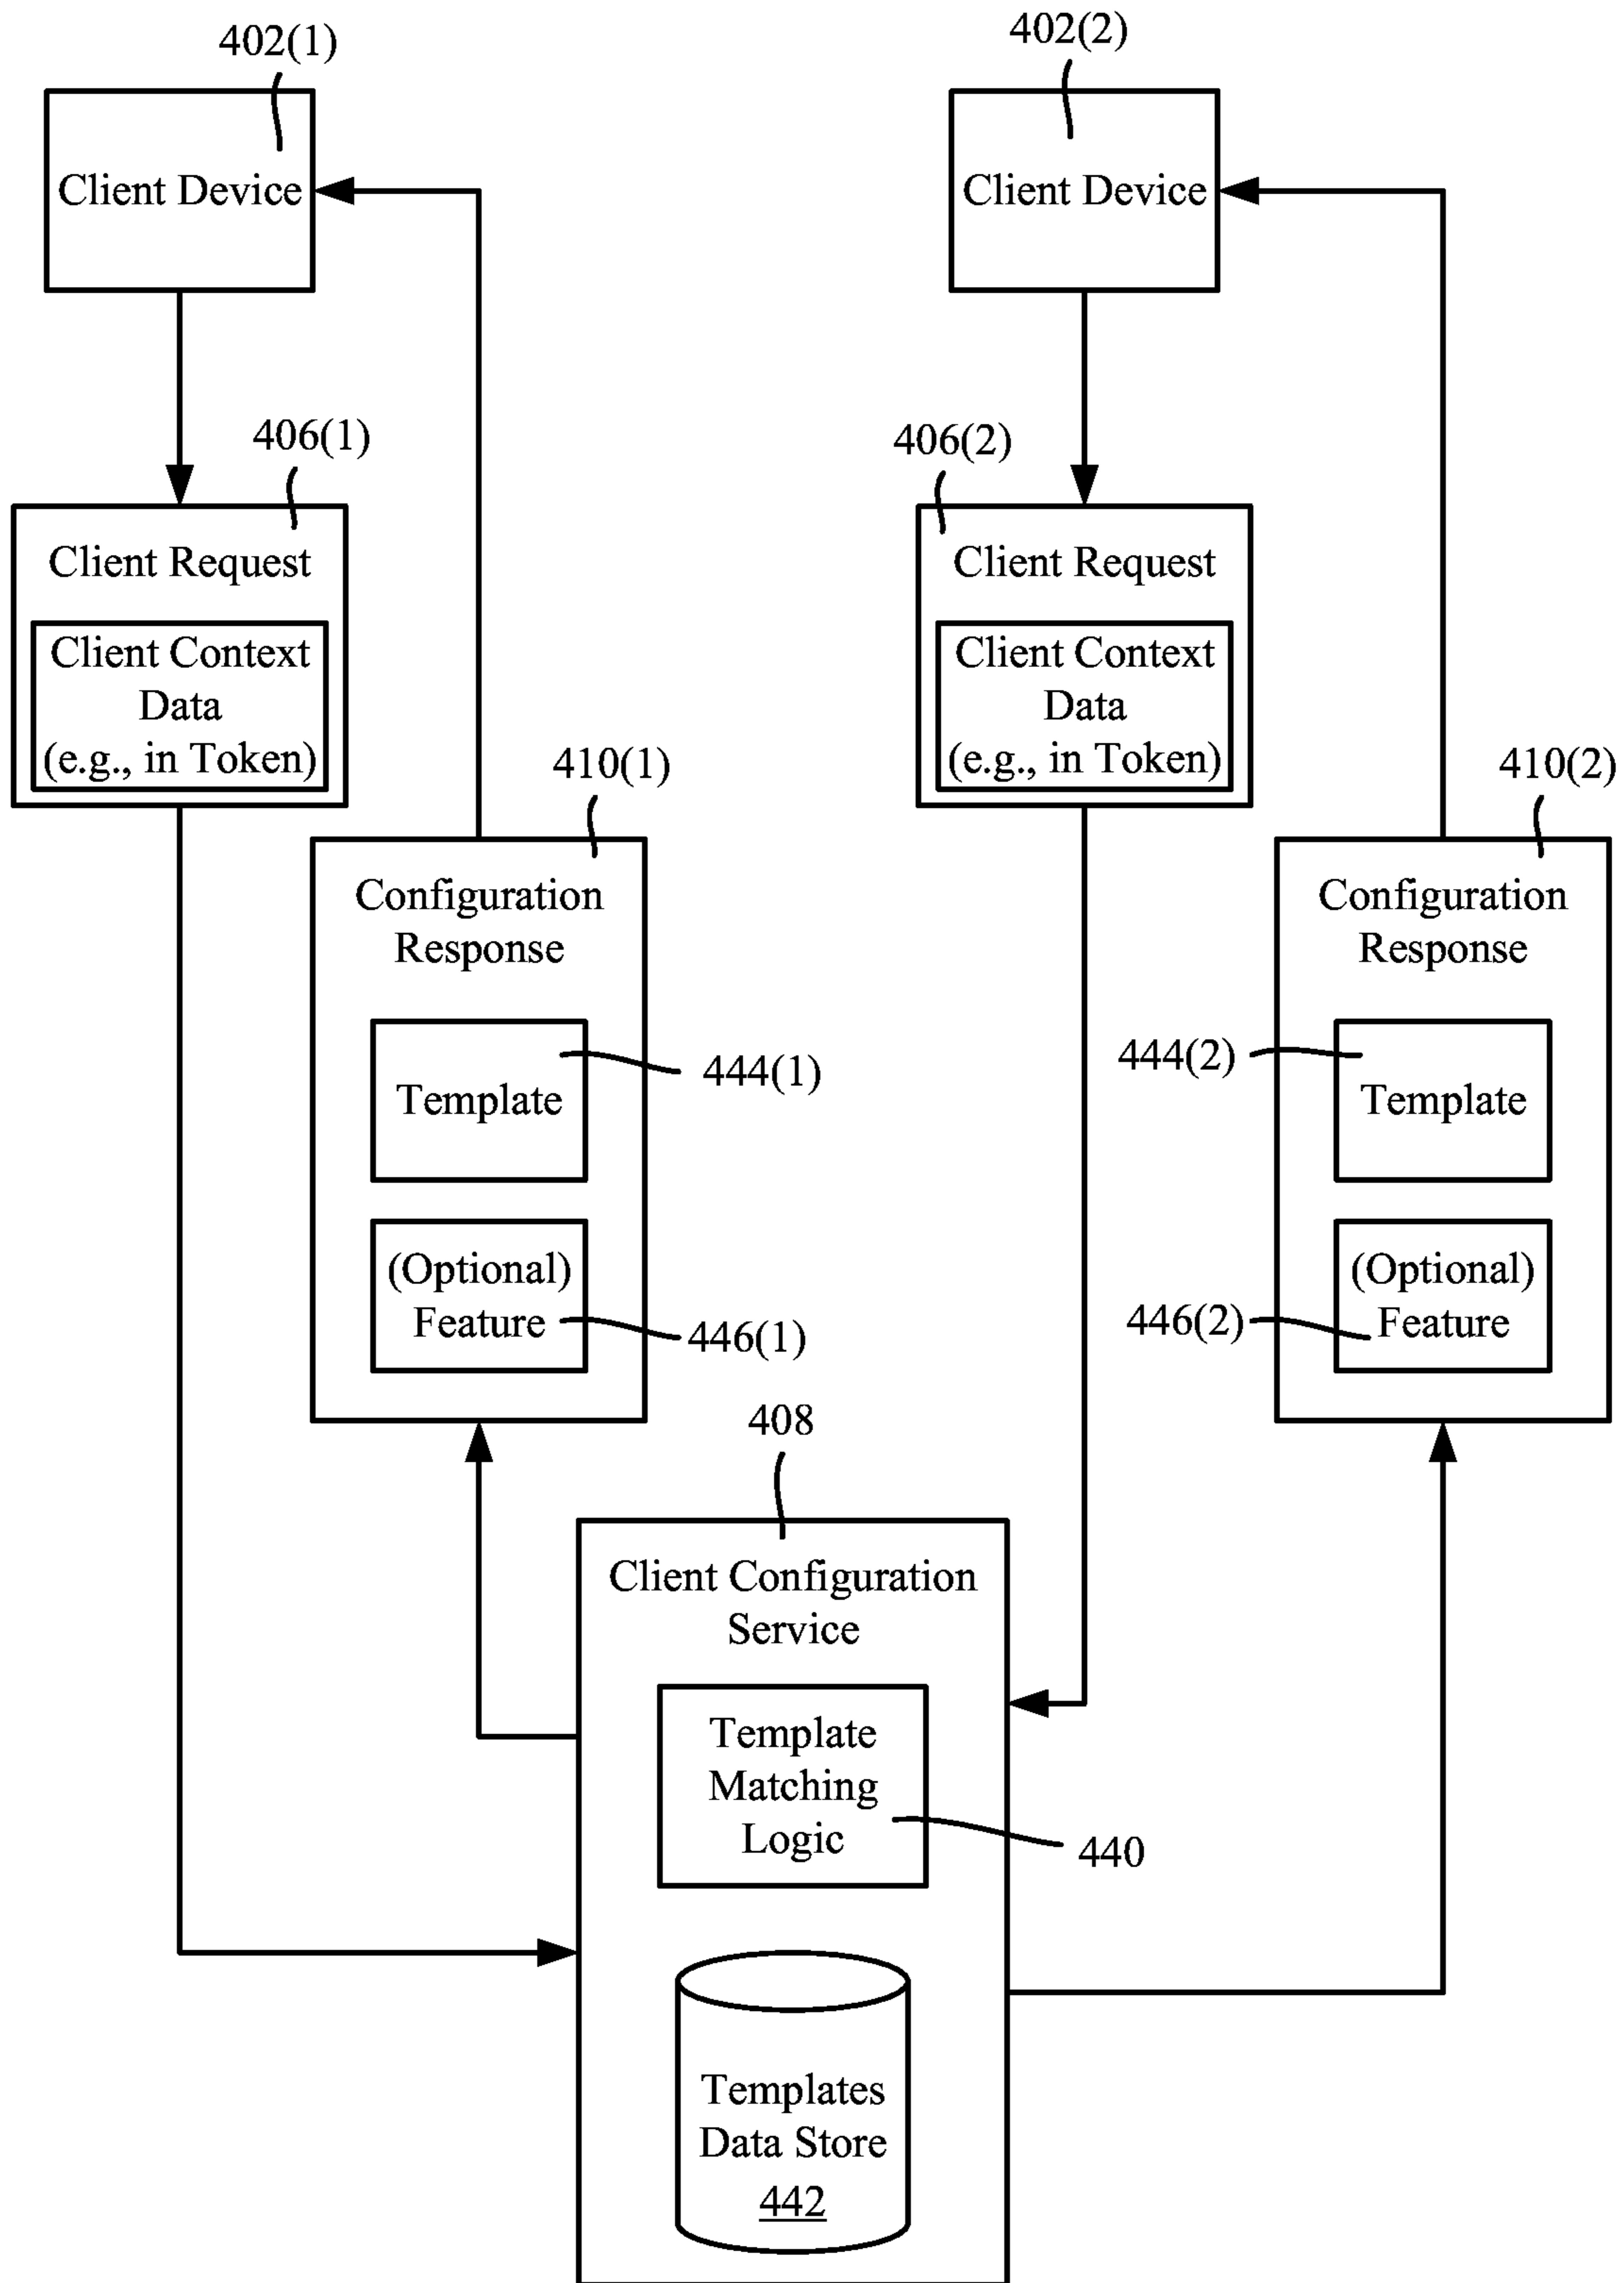 402(1)
402(2)
Client Device
Client Device
406(1)
406(2)
Client Request
Client Context
Data
(e.g., in Token)
Client Request
Client Context
Data
(e.g., in Token)
410(1)
410(2)
Configuration
Response
Template
444(1)
(Optional)
Feature
446(1)
Configuration
Response
444(2)
Template
(Optional)
Feature
446(2)
408
Client Configuration
Service
Template
Matching
Logic
440
Templates
Data Store
442